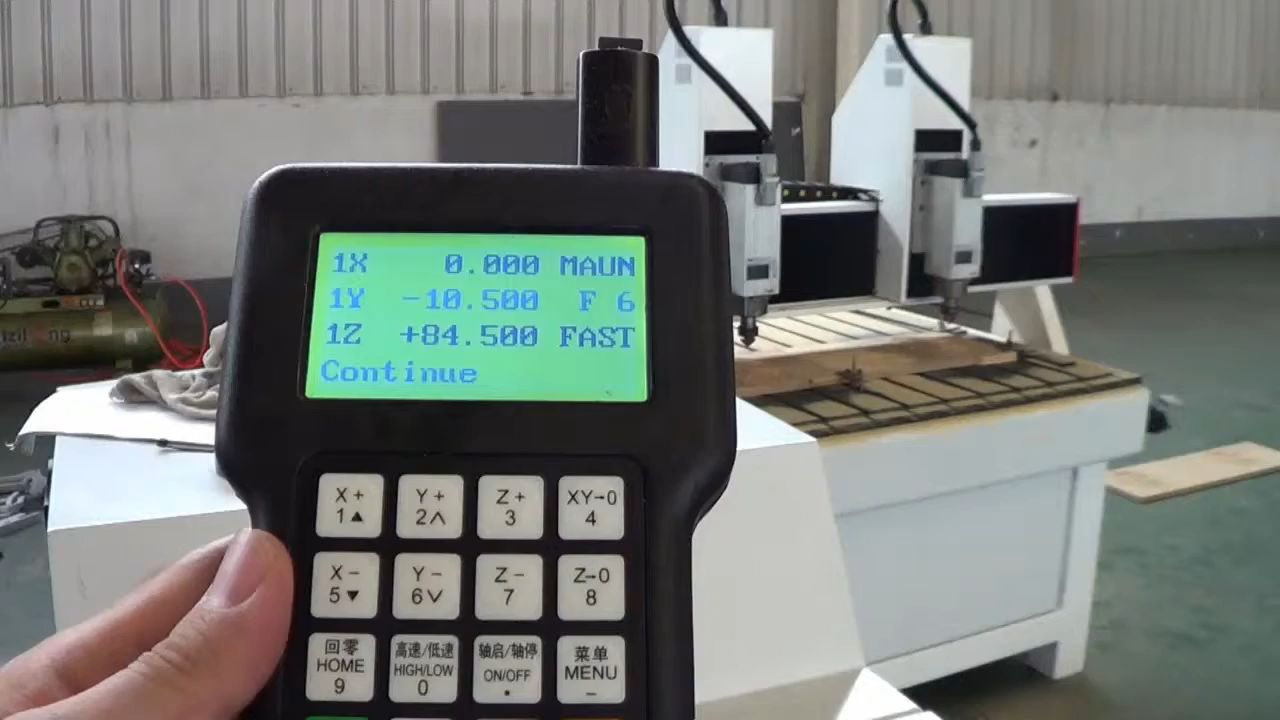 1X 0.000 MAUN
1Y -10.500 F 6
1Z +84.500 FAST
Continue
X+ Y+ Z+ XY→0
1▲ 2∧ 3 4
X- Y- Z- Z→0
5▼ 6∨ 7 8
回零 高速/低速 轴启/轴停 菜单
HOME HIGH/LOW ON/OFF MENU
9 0 • -